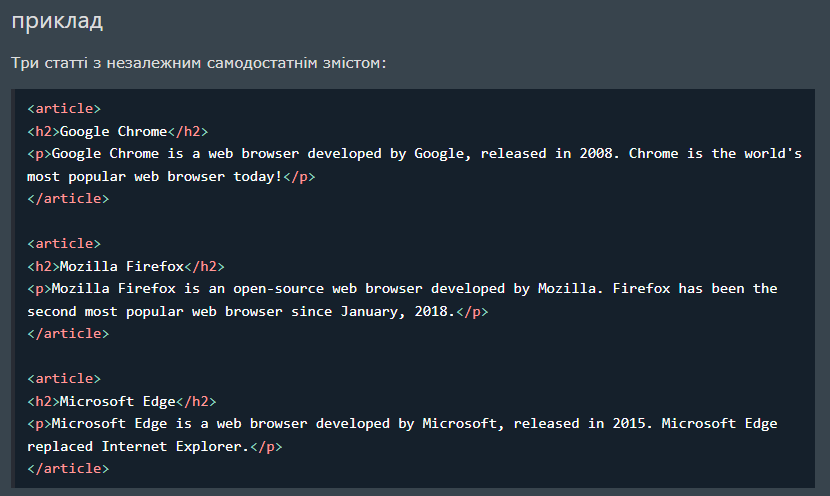 приклад
Три статті з незалежним самодостатнім змістом:
<article>
<h2>Google Chrome</h2>
<p>Google Chrome is a web browser developed by Google, released in 2008. Chrome is the world's
most popular web browser today!</p>
</article>
<article>
<h2>Mozilla Firefox</h2>
<p>Mozilla Firefox is an open-source web browser developed by Mozilla. Firefox has been the
second most popular web browser since January, 2018.</p>
</article>
<article>
<h2>Microsoft Edge</h2>
<p>Microsoft Edge is a web browser developed by Microsoft, released in 2015. Microsoft Edge
replaced Internet Explorer.</p>
</article>